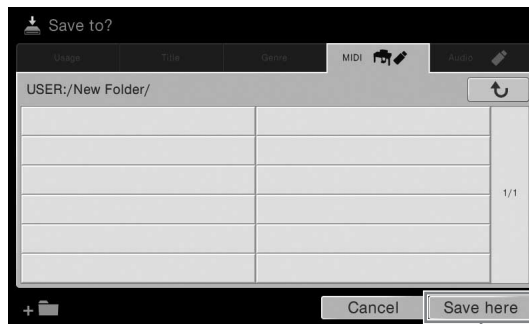 Save to?
Usage Title Genre MIDI Audio
USER:/New Folder/
1/1
Cancel Save here